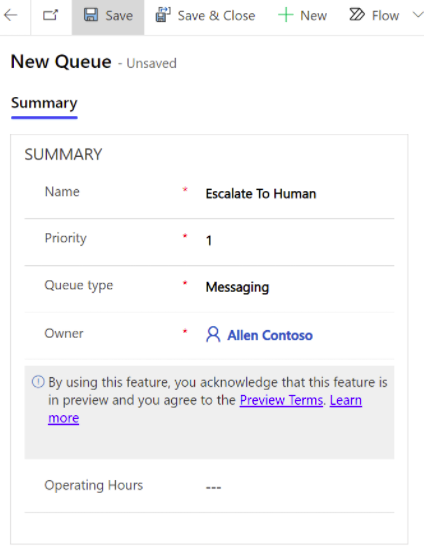 Save Save & Close New Flow
New Queue - Unsaved
Summary
SUMMARY
Name * Escalate To Human
Priority * 1
Queue type * Messaging
Owner * Allen Contoso
By using this feature, you acknowledge that this feature is
in preview and you agree to the Preview Terms. Learn
more
Operating Hours ---